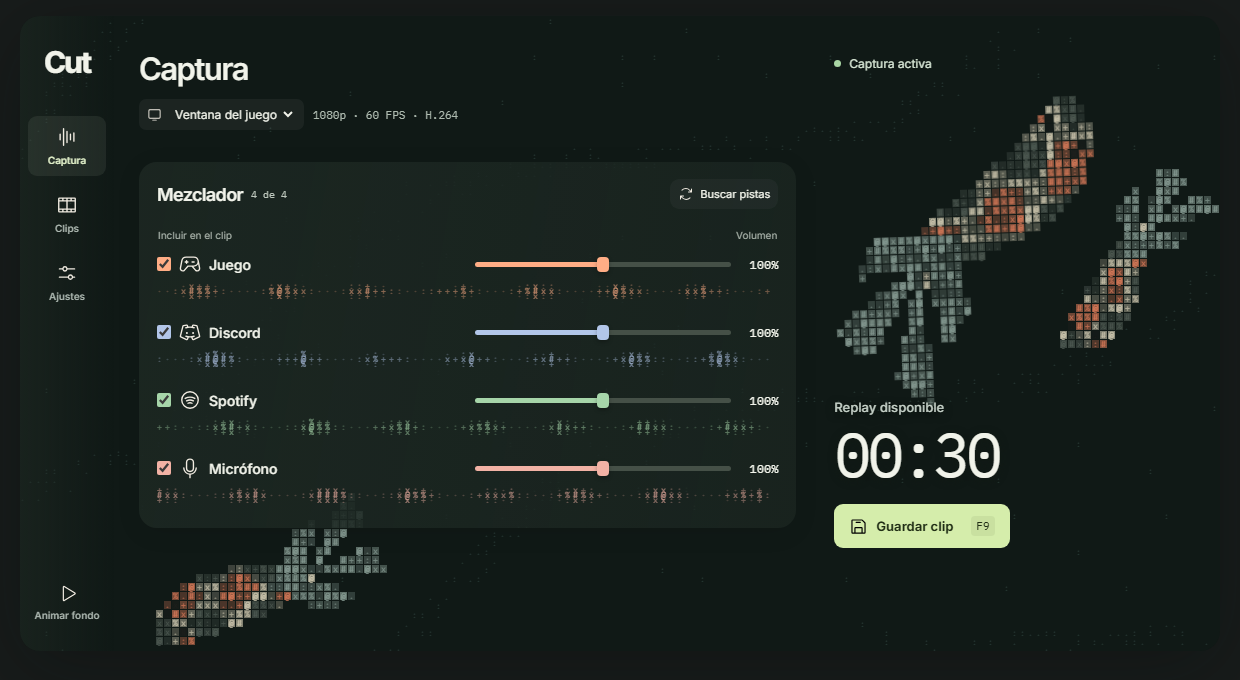 Cut
Captura
Clips
Ajustes
Animar fondo
Captura
Ventana del juego
1080p · 60 FPS · H.264
Mezclador 4 de 4
Buscar pistas
Incluir en el clip
Volumen
Juego
100%
Discord
100%
Spotify
100%
Micrófono
100%
Captura activa
Replay disponible
00:30
Guardar clip F9